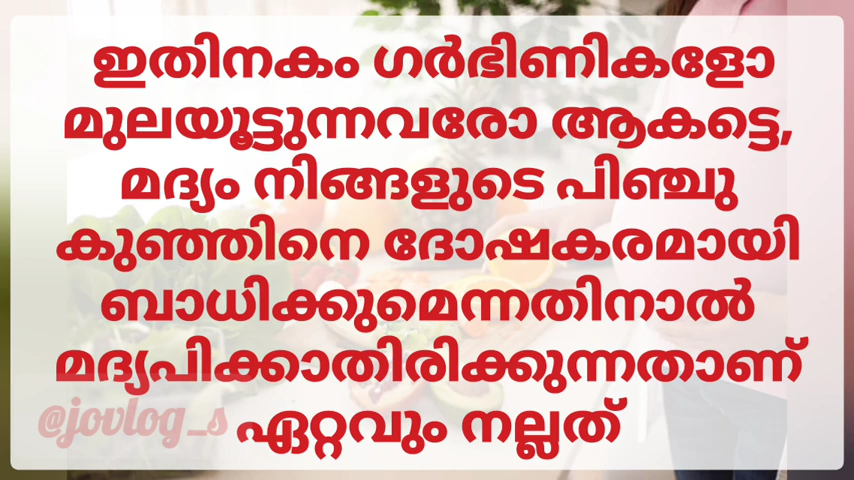 ഇതിനകം ഗർഭിണികളോ
മുലയൂട്ടുന്നവരോ ആകട്ടെ,
മദ്യം നിങ്ങളുടെ പിഞ്ചു
കുഞ്ഞിനെ ദോഷകരമായി
ബാധിക്കുമെന്നതിനാൽ
മദ്യപിക്കാതിരിക്കുന്നതാണ്
ഏറ്റവും നല്ലത്
@jovlog_s